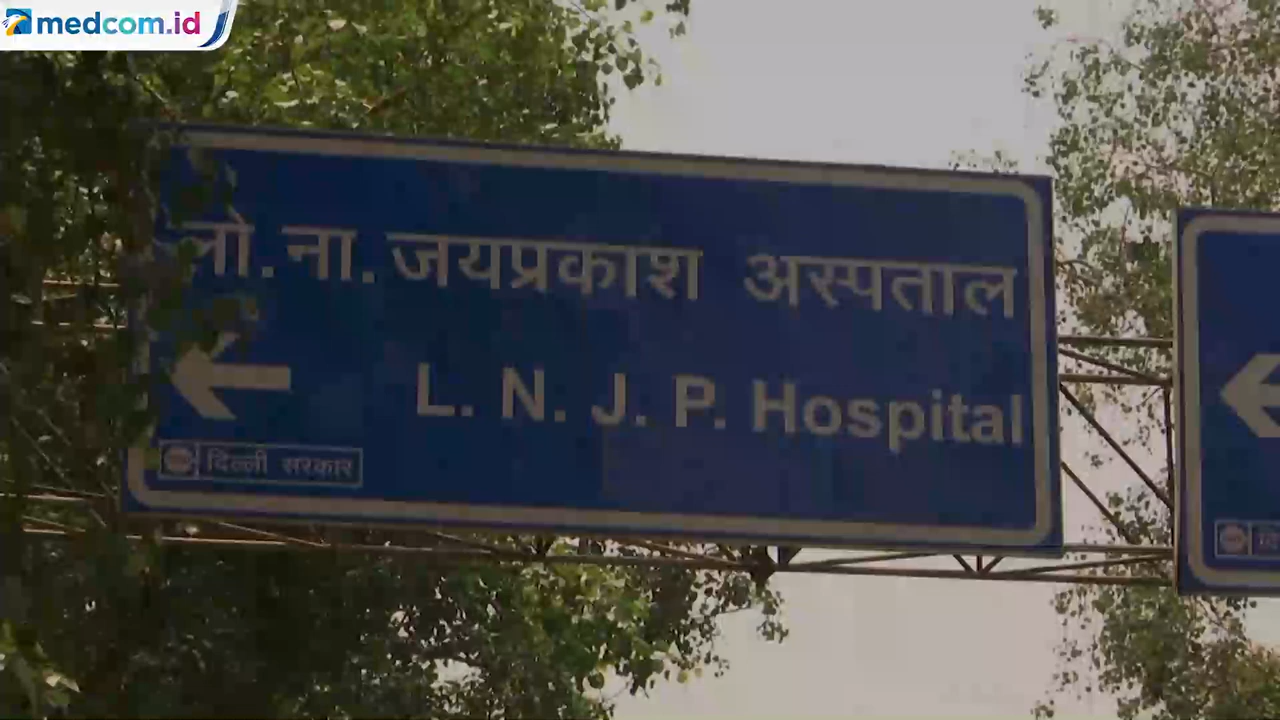 medcom.id
लो. ना. जयप्रकाश अस्पताल
L. N. J. P. Hospital
दिल्ली सरकार